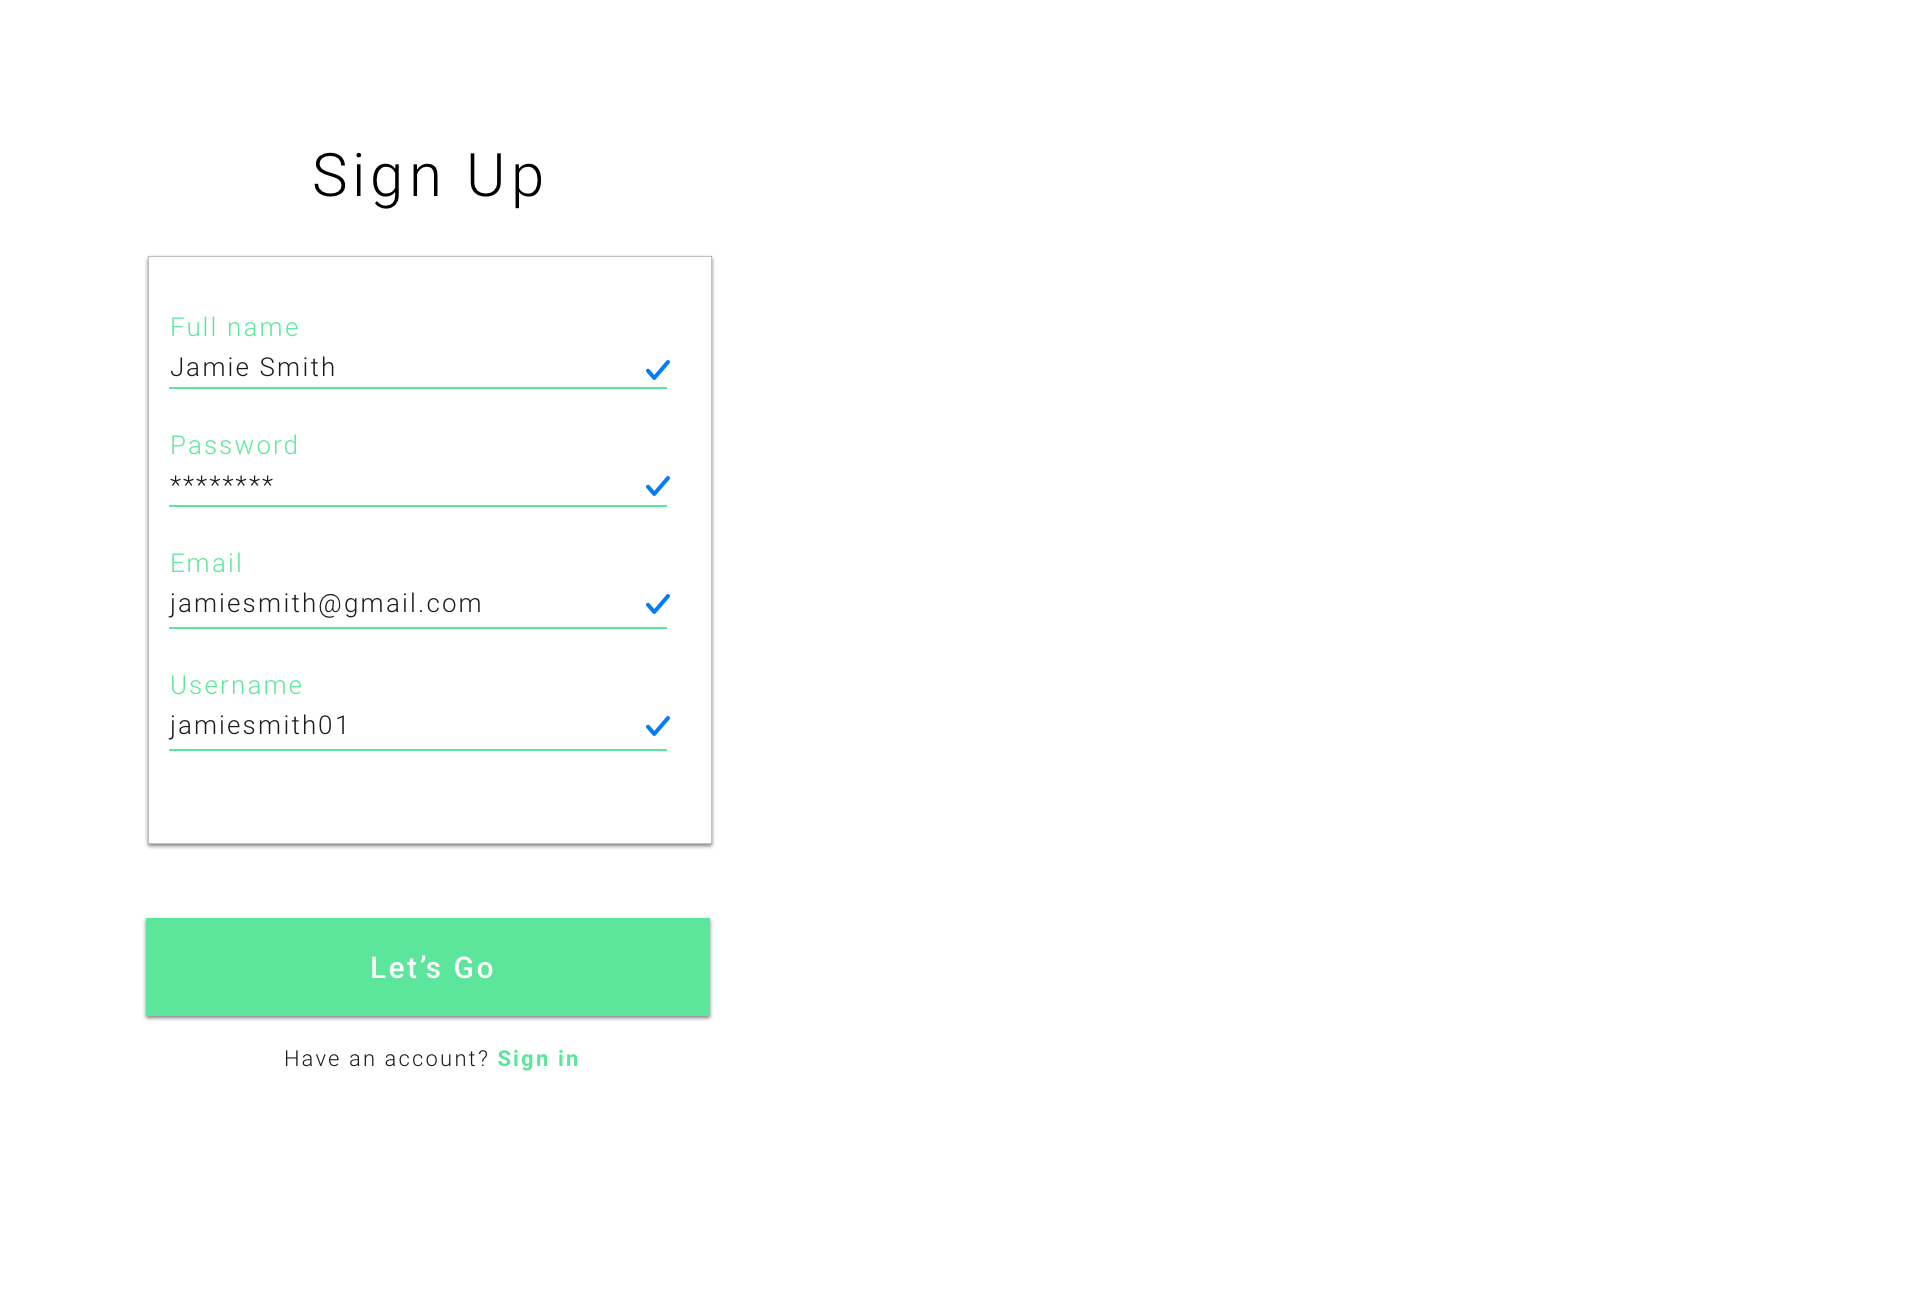 Sign Up
Full name
Jamie Smith
Password
********
Email
jamiesmith@gmail.com
Username
jamiesmith01
Let’s Go
Have an account? Sign in